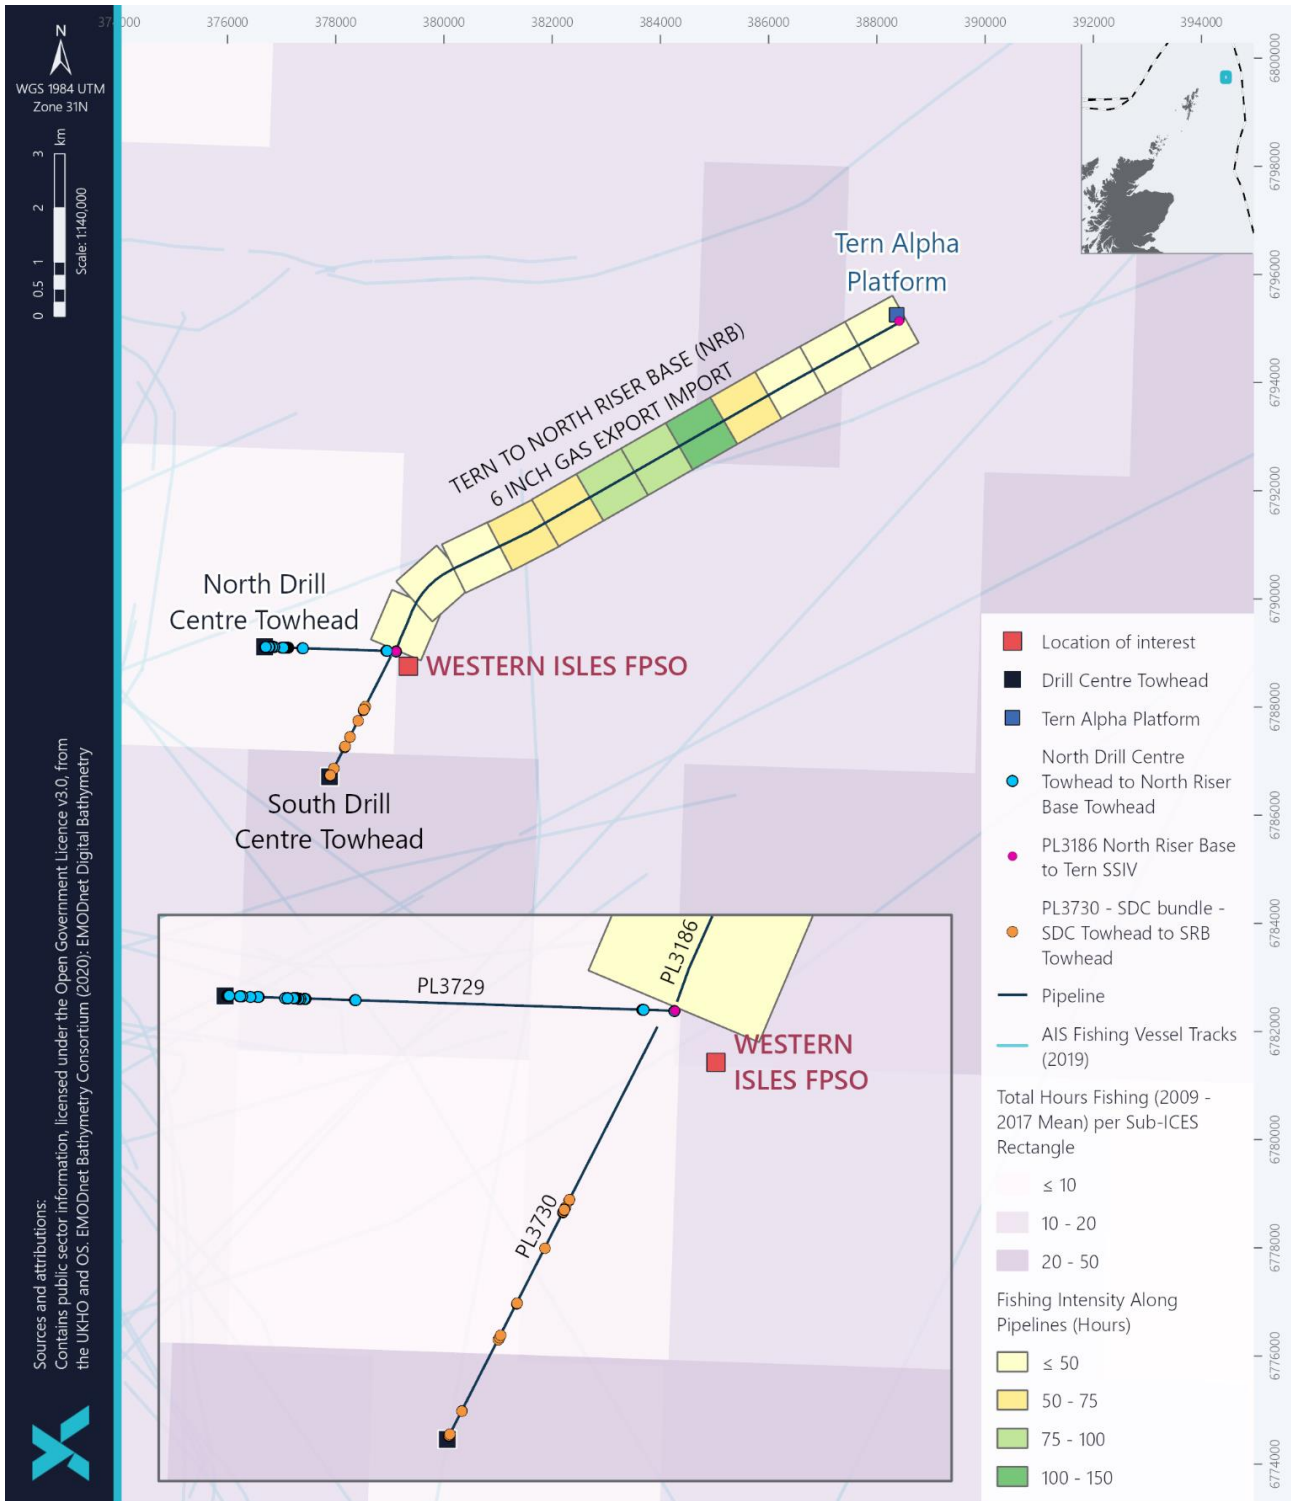 378000 376000 378000 380000 382000 384000 386000 388000 390000 392000 394000
N
WGS 1984 UTM
Zone 31N
0 0.5 1 2 3 km
Scale: 1:140,000
6800000
6798000
6796000
6794000
6792000
6790000
6788000
6786000
6784000
6782000
6780000
6778000
6776000
6774000
Tern Alpha
Platform
TERN TO NORTH RISER BASE (NRB)
6 INCH GAS EXPORT IMPORT
North Drill
Centre Towhead
WESTERN ISLES FPSO
South Drill
Centre Towhead
PL3186
PL3729
WESTERN
ISLES FPSO
PL3730
Location of interest
Drill Centre Towhead
Tern Alpha Platform
North Drill Centre
Towhead to North Riser
Base Towhead
PL3186 North Riser Base
to Tern SSIV
PL3730 - SDC bundle -
SDC Towhead to SRB
Towhead
Pipeline
AIS Fishing Vessel Tracks
(2019)
Total Hours Fishing (2009 -
2017 Mean) per Sub-ICES
Rectangle
≤ 10
10 - 20
20 - 50
Fishing Intensity Along
Pipelines (Hours)
≤ 50
50 - 75
75 - 100
100 - 150
Sources and attributions:
Contains public sector information, licensed under the Open Government Licence v3.0, from
the UKHO and OS. EMODnet Bathymetry Consortium (2020): EMODnet Digital Bathymetry